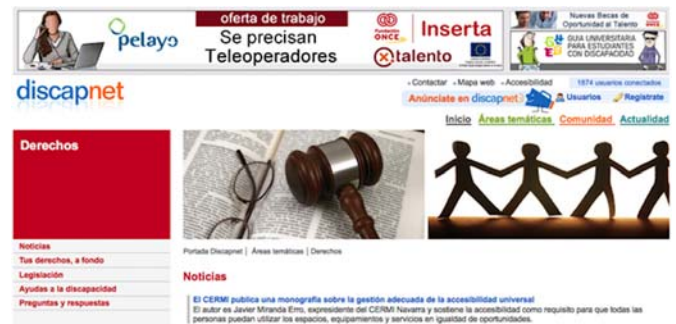 pelayo
oferta de trabajo
Se precisan
Teleoperadores
Fundación
ONCE
Inserta
talento
Nuevas Becas de
Oportunidad al Talento
GUIA UNIVERSITARIA
PARA ESTUDIANTES
CON DISCAPACIDAD
discapnet
Contactar Mapa web Accesibilidad 1874 usuarios conectados
Anúnciate en discapnet Usuarios Regístrate
Inicio Áreas temáticas Comunidad Actualidad
Derechos
Noticias
Tus derechos, a fondo
Legislación
Ayudas a la discapacidad
Preguntas y respuestas
Portada Discapnet | Áreas temáticas | Derechos
Noticias
El CERMI publica una monografía sobre la gestión adecuada de la accesibilidad universal
El autor es Javier Miranda Erro, expresidente del CERMI Navarra y sostiene la accesibilidad como requisito para que todas las
personas puedan utilizar los espacios, equipamientos y servicios en igualdad de oportunidades.